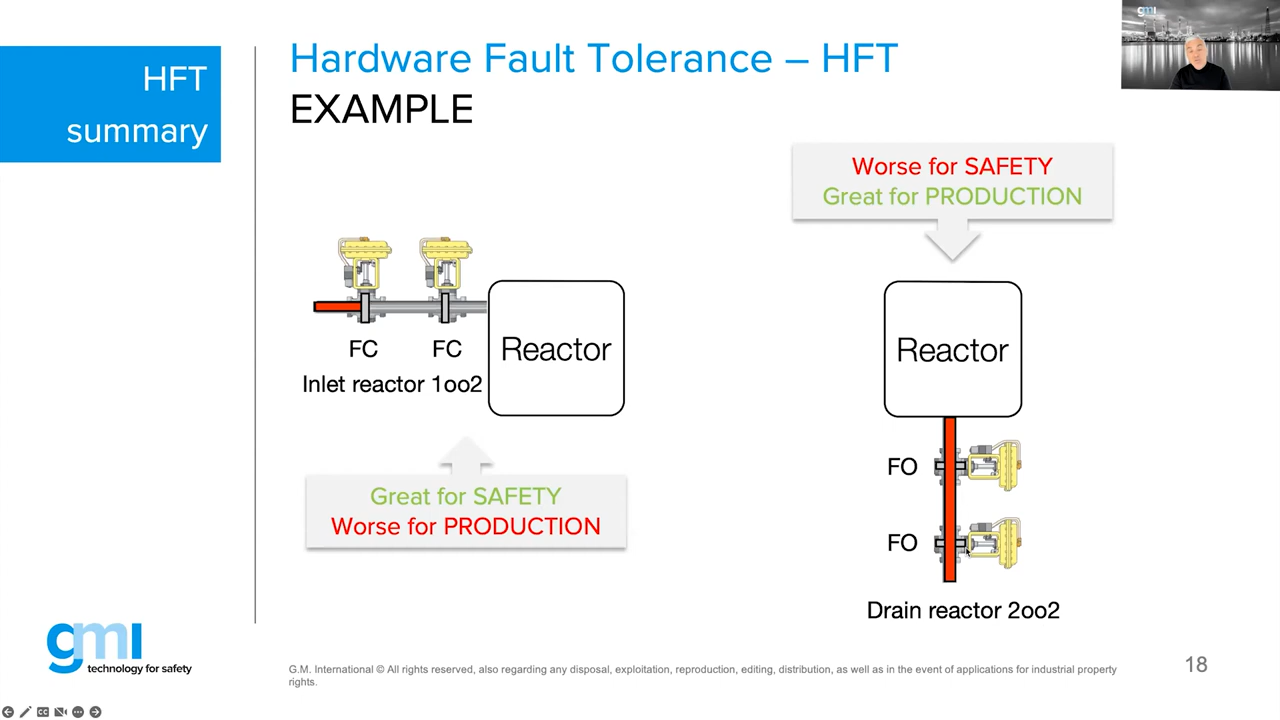 HFT
summary
Hardware Fault Tolerance – HFT
EXAMPLE
gmi
Worse for SAFETY
Great for PRODUCTION
FC FC
Inlet reactor 1oo2
Reactor
Great for SAFETY
Worse for PRODUCTION
Reactor
FO
FO
Drain reactor 2oo2
gmi
technology for safety
G.M. International © All rights reserved, also regarding any disposal, exploitation, reproduction, editing, distribution, as well as in the event of applications for industrial property
rights.
18
CC